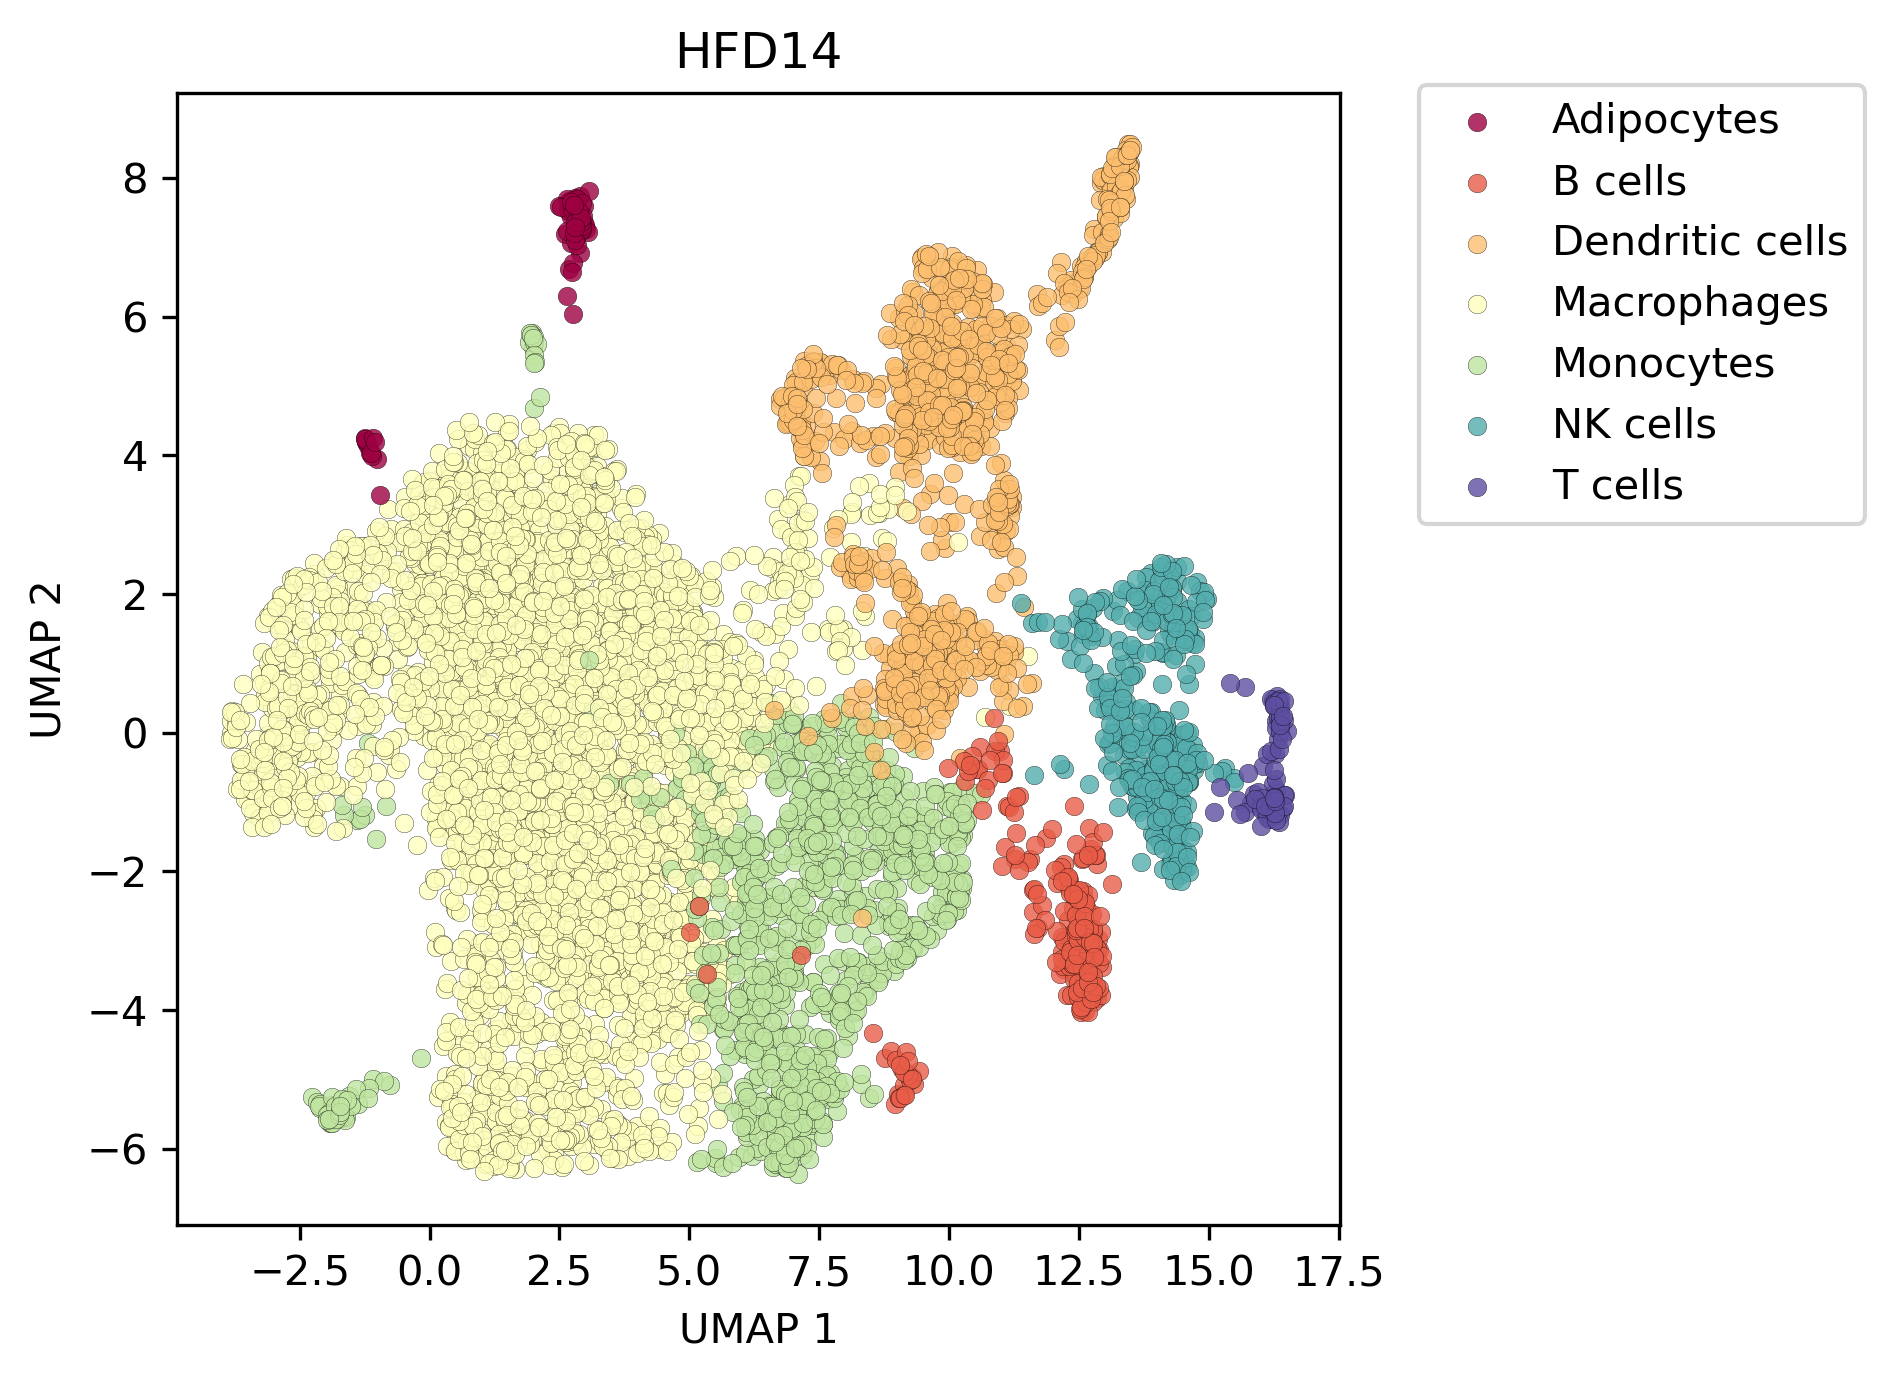 HFD14
Adipocytes
B cells
Dendritic cells
Macrophages
Monocytes
NK cells
T cells
8
6
4
2
0
−2
−4
−6
UMAP 2
−2.5 0.0 2.5 5.0 7.5 10.0 12.5 15.0 17.5
UMAP 1